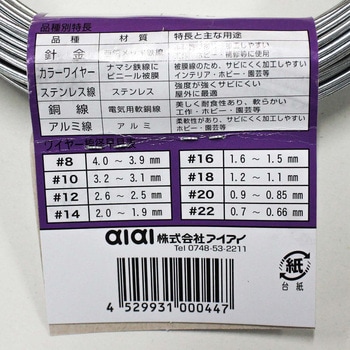 品種別特長
品 種 材 質 特長と主な用途
針 金
カラーワイヤー ナマシ鉄線にビニール被膜 被膜線のため、サビにくく加工しやすい
インテリア・ホビー・園芸等
ステンレス線 ステンレス 強度が強くサビにくい
屋外に最適
銅 線 電気用軟銅線 美しく耐食性あり、軟らかい
工作・ホビー・園芸等
アルミ線 アルミ 柔軟性があり、サビにくく加工しやすい
ホビー・園芸等
#8 4.0 ～ 3.9 ㎜ #16 1.6 ～ 1.5 ㎜
#10 3.2 ～ 3.1 ㎜ #18 1.2 ～ 1.1 ㎜
#12 2.6 ～ 2.5 ㎜ #20 0.9 ～ 0.85 ㎜
#14 2.0 ～ 1.9 ㎜ #22 0.7 ～ 0.66 ㎜
aiai 株式会社アイアイ
Tel 0748-53-2211
紙
台 紙
4 529931 000447